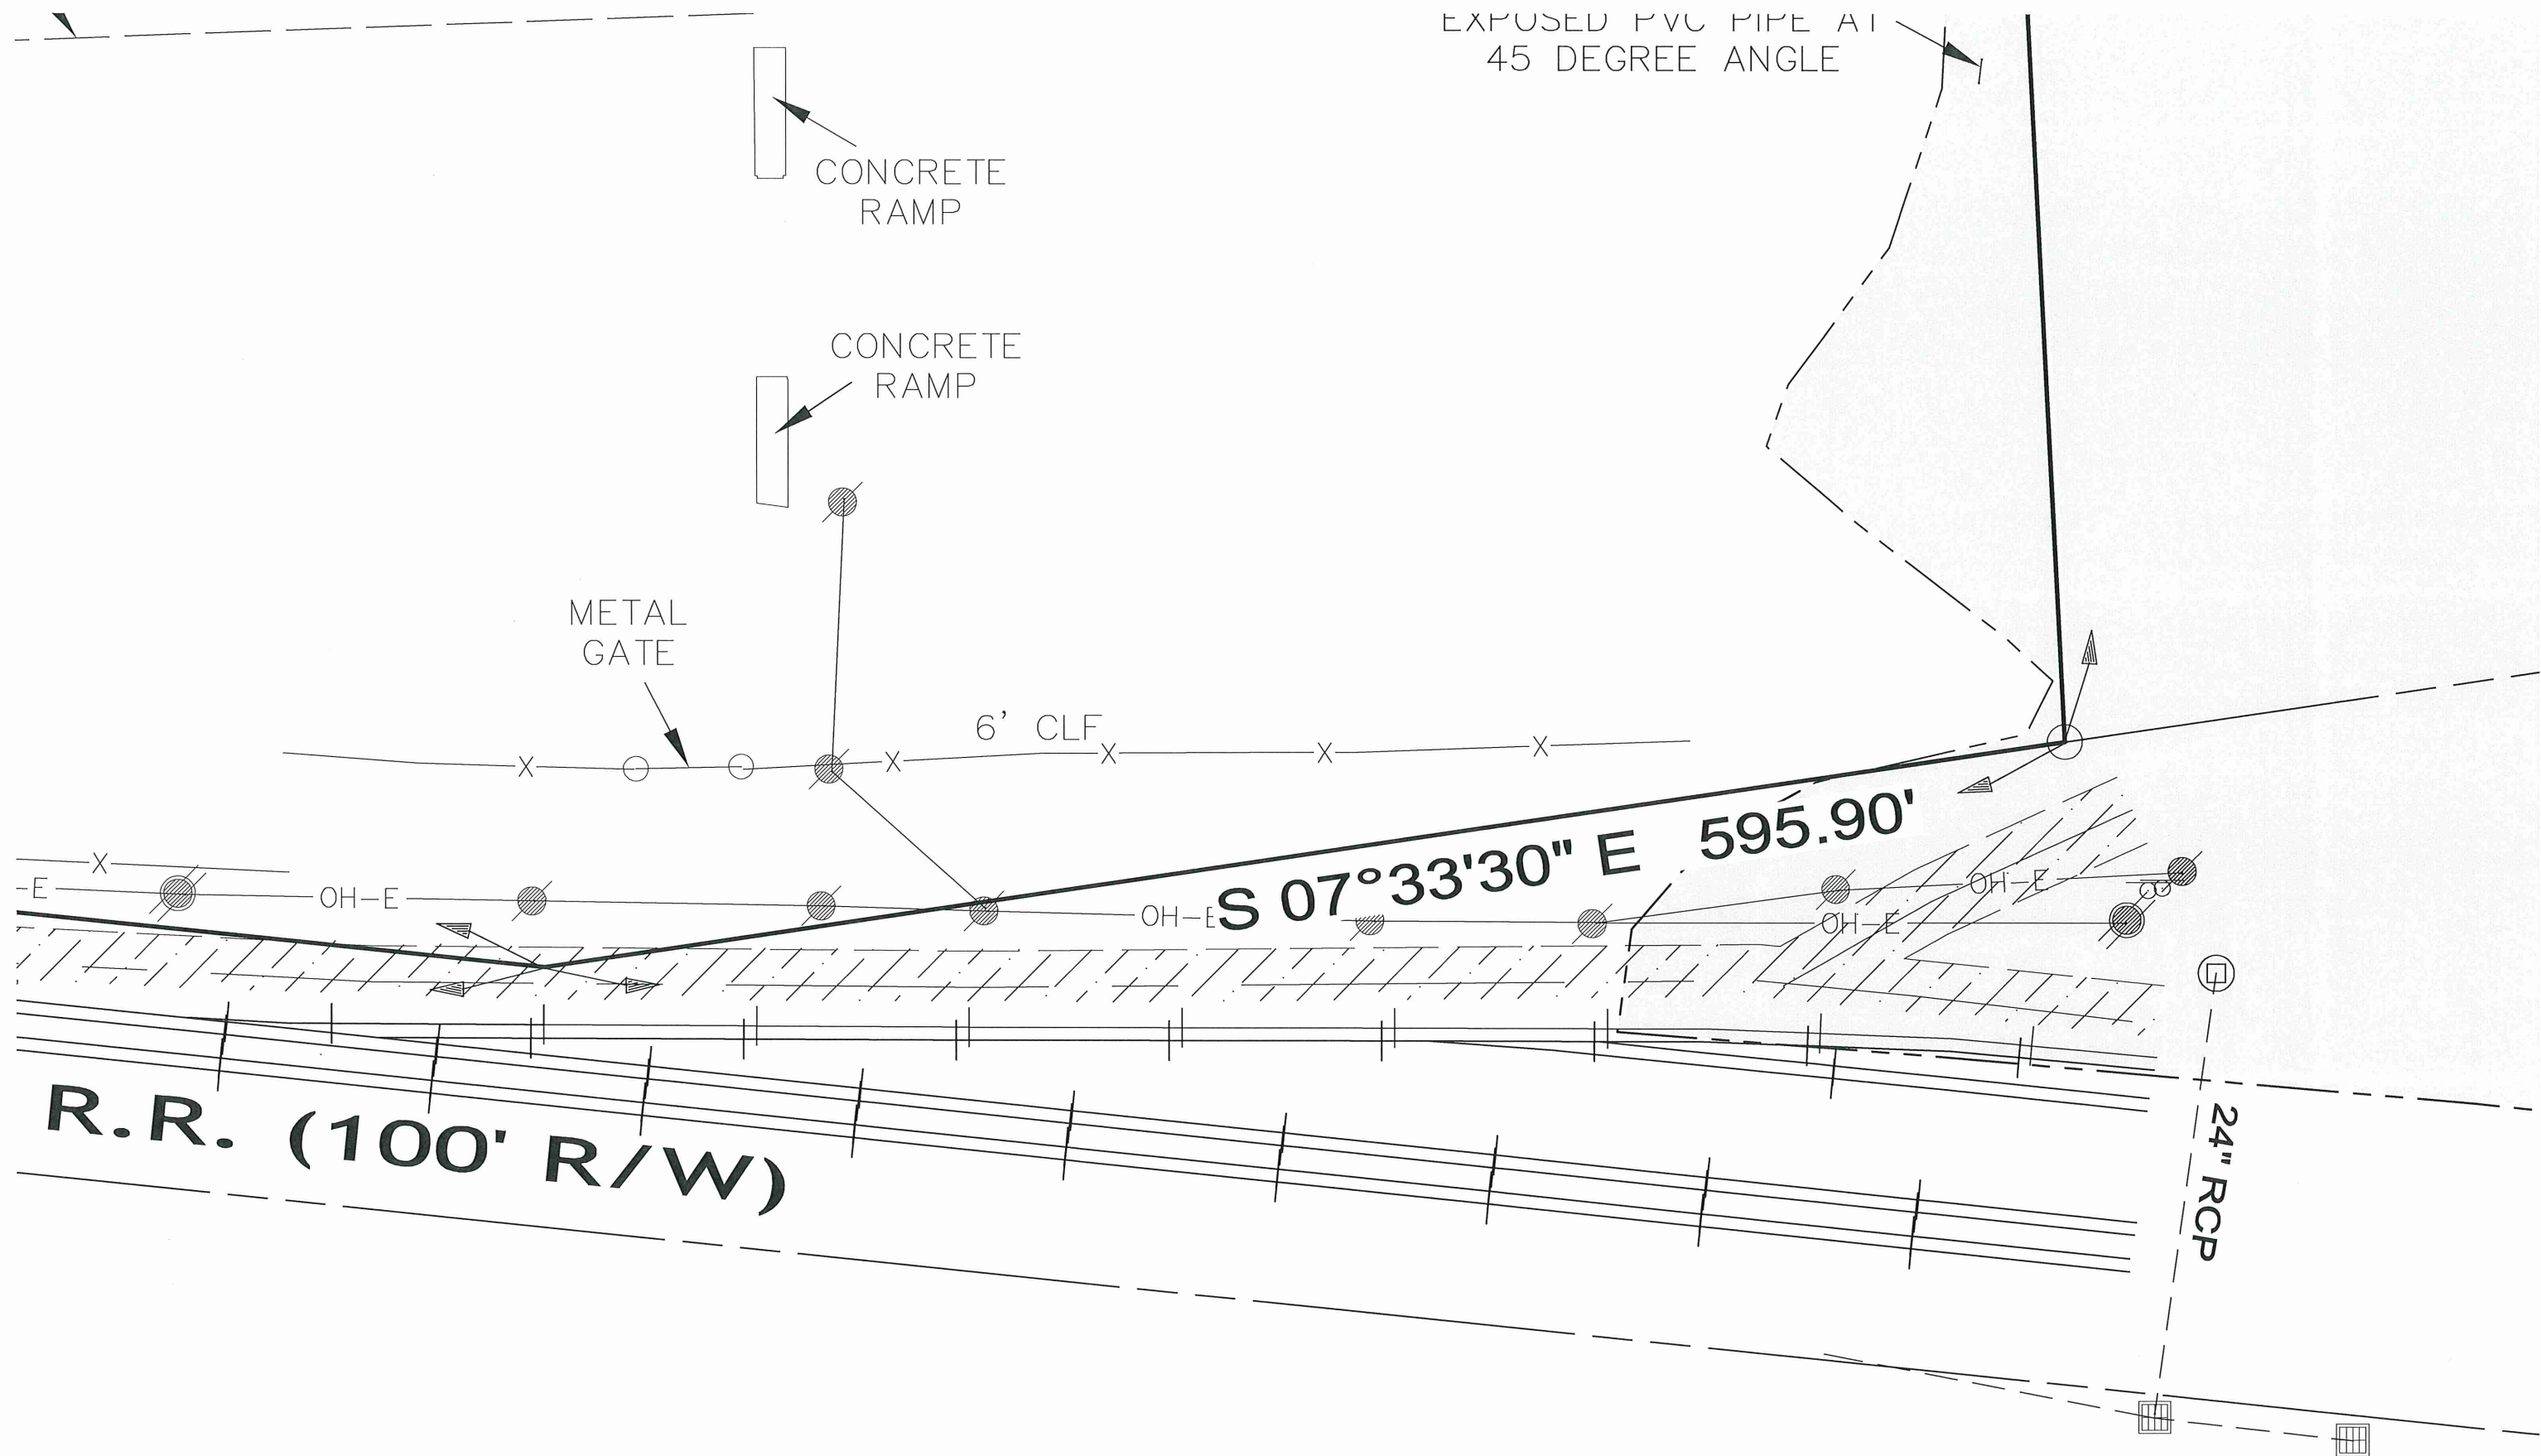 EXPOSED PVC PIPE AT
45 DEGREE ANGLE
CONCRETE
RAMP
CONCRETE
RAMP
METAL
GATE
6' CLF
X
X
X
X
X
X
-E
OH-E
OH-E
OH-E
OH-E
S 07°33'30" E 595.90'
R.R. (100' R/W)
24" RCP